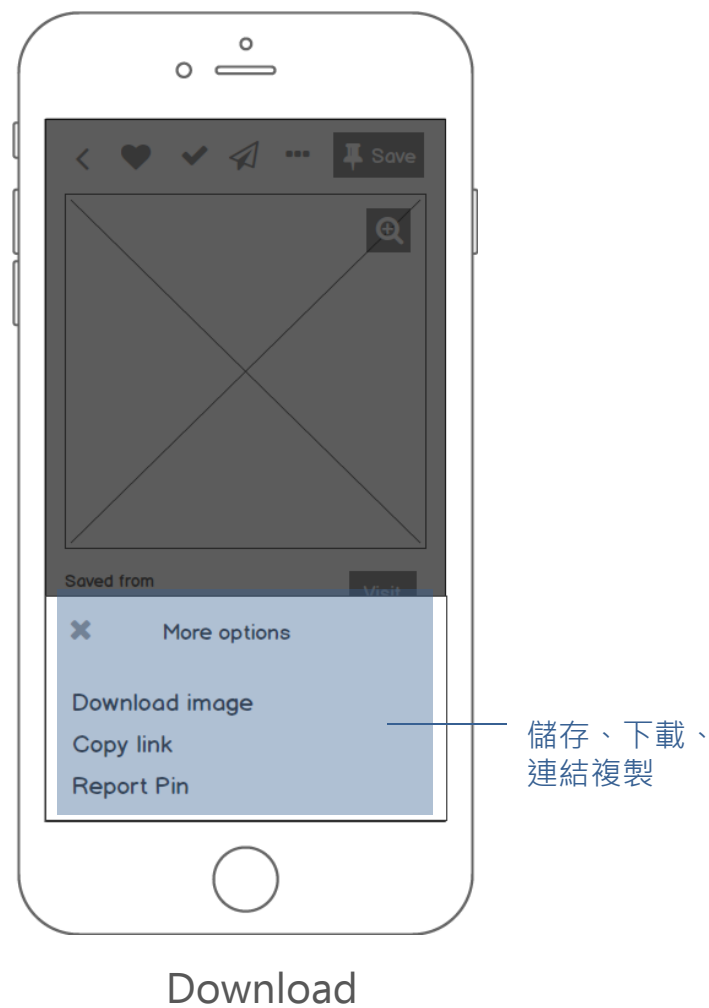 Save
Saved from
Visit
More options
Download image
Copy link
Report Pin
儲存、下載、
連結複製
Download